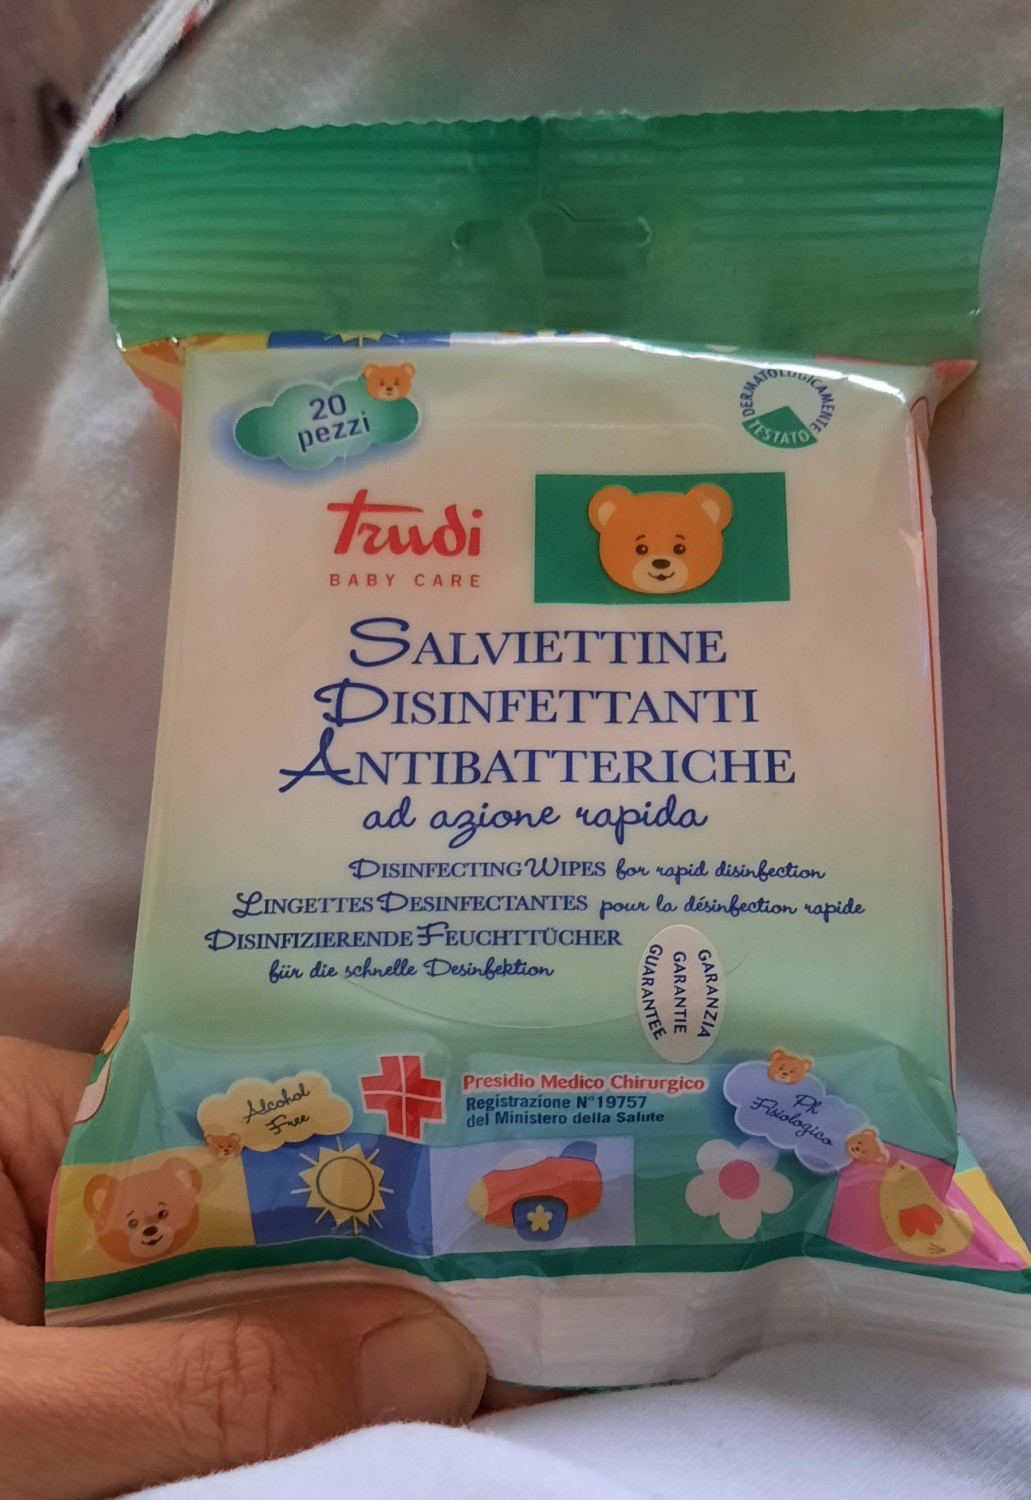 20
pezzi
DERMATOLOGICAMENTE
TESTATO
Trudi
BABY CARE
SALVIETTINE
DISINFETTANTI
ANTIBATTERICHE
ad azione rapida
DISINFECTING WIPES for rapid disinfection
LINGETTES DESINFECTANTES pour la désinfection rapide
DISINFIZIERENDE FEUCHTTÜCHER
für die schnelle Desinfektion
GARANZIA
GARANTIE
GUARANTEE
Alcohol
Free
Presidio Medico Chirurgico
Registrazione N°19757
del Ministero della Salute
Ph
Fisiologico